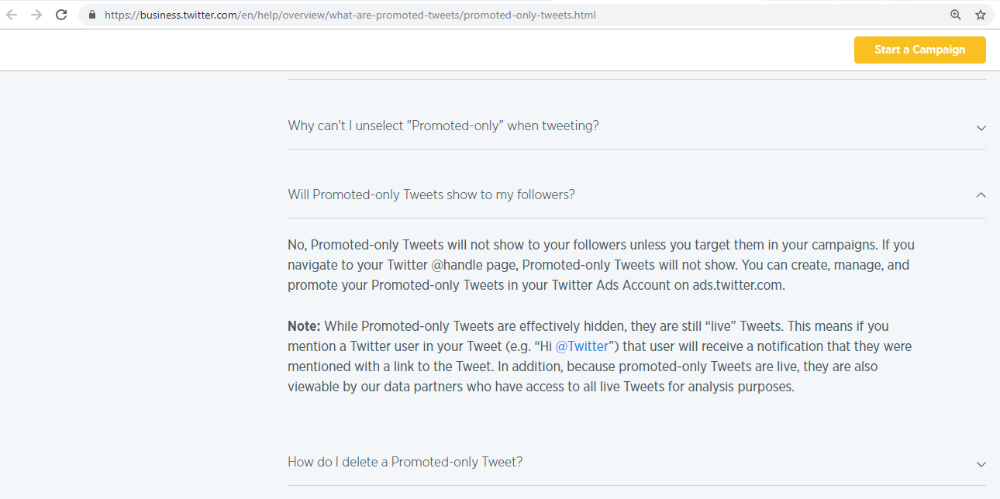 https://business.twitter.com/en/help/overview/what-are-promoted-tweets/promoted-only-tweets.html
Start a Campaign
Why can't I unselect "Promoted-only" when tweeting?
Will Promoted-only Tweets show to my followers?
No, Promoted-only Tweets will not show to your followers unless you target them in your campaigns. If you
navigate to your Twitter @handle page, Promoted-only Tweets will not show. You can create, manage, and
promote your Promoted-only Tweets in your Twitter Ads Account on ads.twitter.com.
Note: While Promoted-only Tweets are effectively hidden, they are still “live” Tweets. This means if you
mention a Twitter user in your Tweet (e.g. “Hi @Twitter”) that user will receive a notification that they were
mentioned with a link to the Tweet. In addition, because promoted-only Tweets are live, they are also
viewable by our data partners who have access to all live Tweets for analysis purposes.
How do I delete a Promoted-only Tweet?